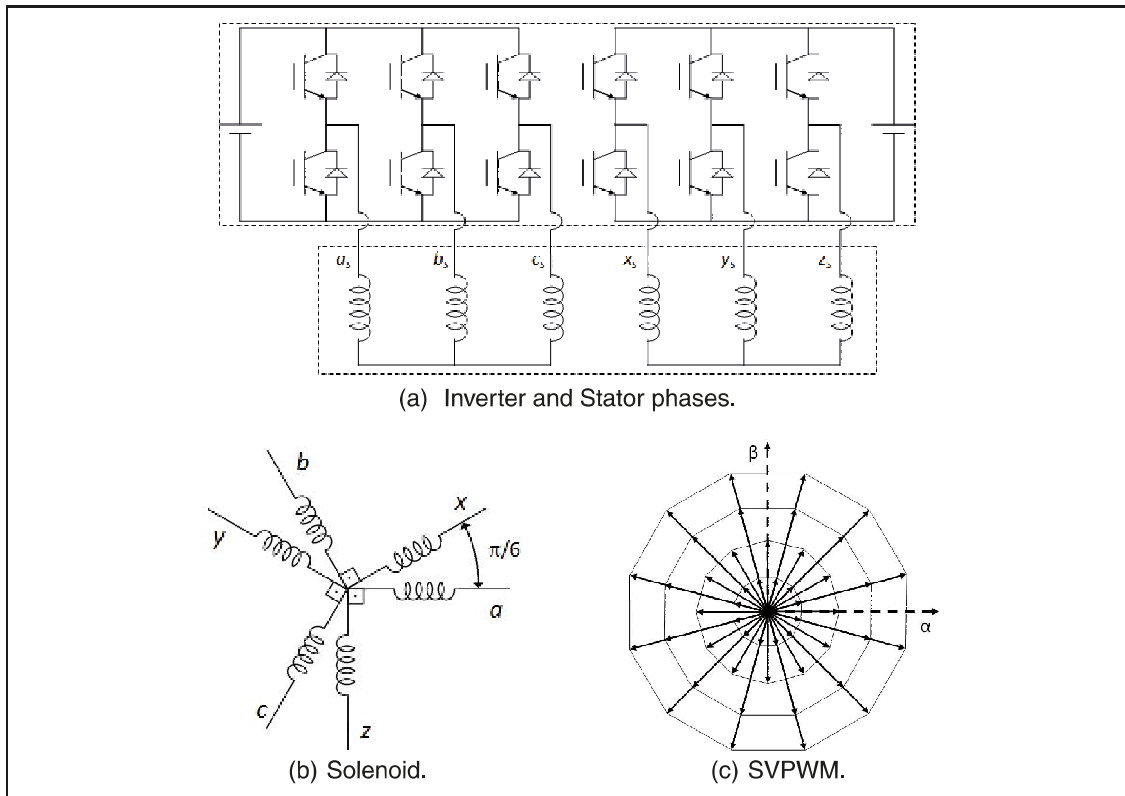 a_s b_s c_s x_s y_s z_s
(a) Inverter and Stator phases.
b
x
y
π/6
a
c
z
(b) Solenoid.
β
α
(c) SVPWM.